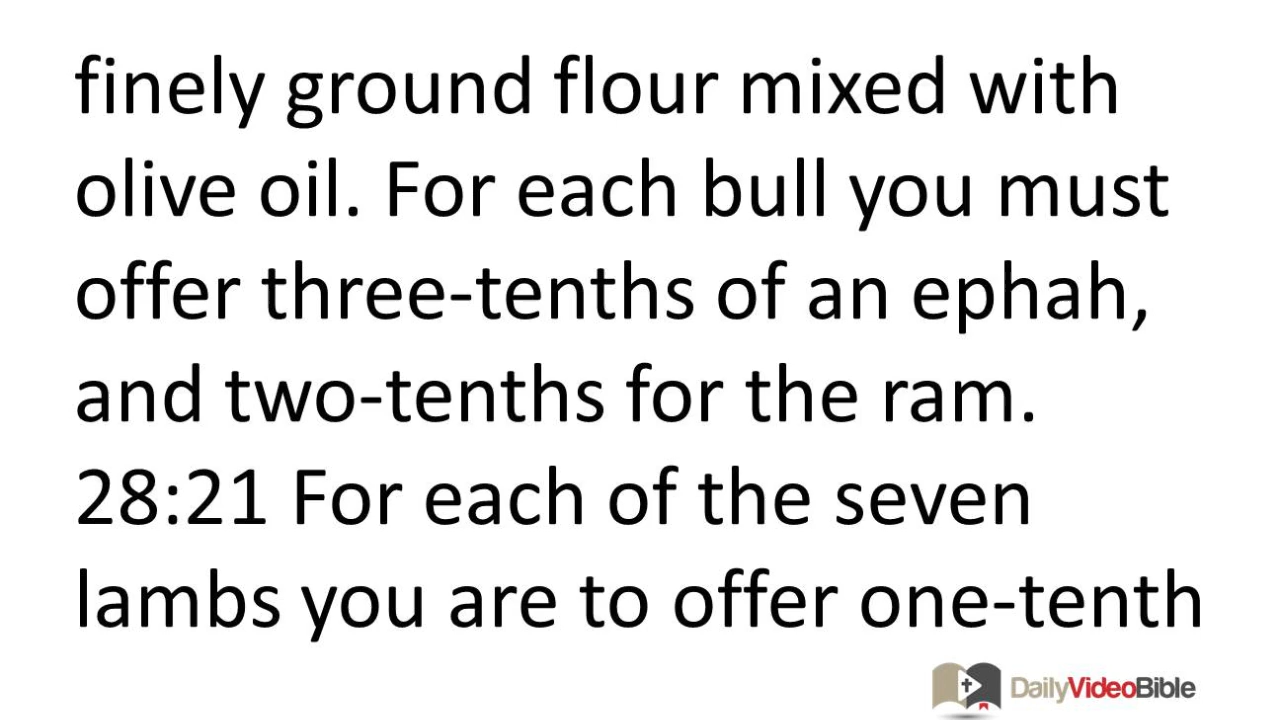 finely ground flour mixed with
olive oil. For each bull you must
offer three-tenths of an ephah,
and two-tenths for the ram.
28:21 For each of the seven
lambs you are to offer one-tenth
DailyVideoBible